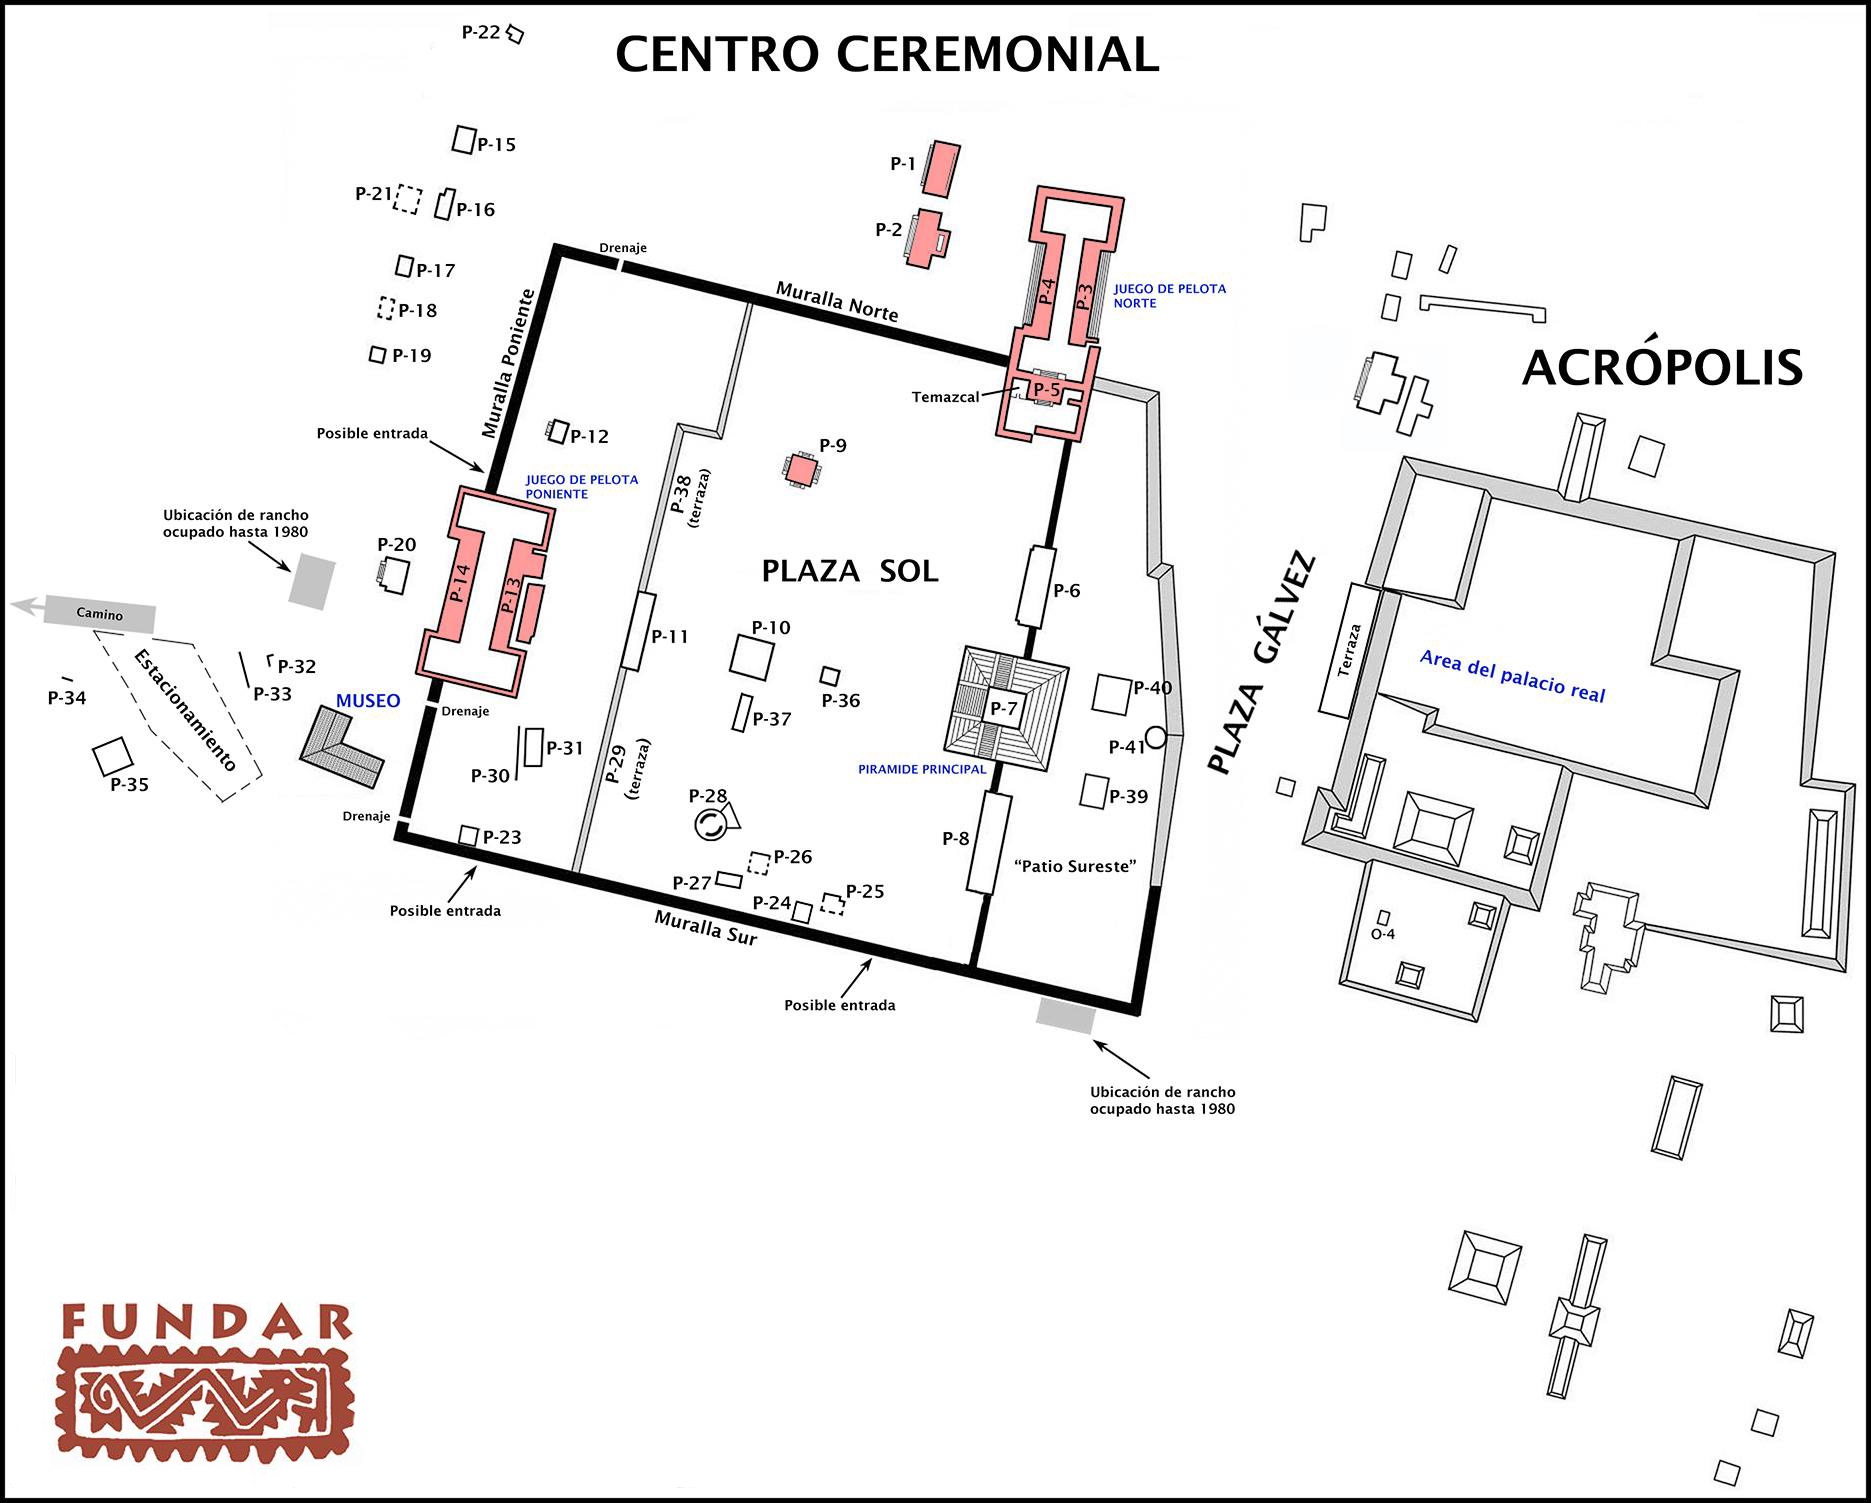 CENTRO CEREMONIAL
P-22
P-15
P-21
P-16
P-17
P-18
P-19
P-1
P-2
Drenaje
Muralla Norte
Muralla Poniente
P-4
P-3
JUEGO DE PELOTA
NORTE
P-5
Temazcal
ACRÓPOLIS
Posible entrada
P-12
P-9
JUEGO DE PELOTA
PONIENTE
P-38
(terraza)
Ubicación de rancho
ocupado hasta 1980
P-20
P-14
P-13
PLAZA SOL
P-6
PLAZA GÁLVEZ
Camino
Estacionamiento
P-11
P-10
Terraza
Area del palacio real
P-32
P-33
P-34
MUSEO
P-36
P-37
P-7
P-40
P-41
Drenaje
P-31
P-30
P-29
(terraza)
PIRAMIDE PRINCIPAL
P-35
P-28
P-39
Drenaje
P-23
P-8
P-26
"Patio Sureste"
P-27
P-25
P-24
Posible entrada
Muralla Sur
O-4
Posible entrada
Ubicación de rancho
ocupado hasta 1980
FUNDAR